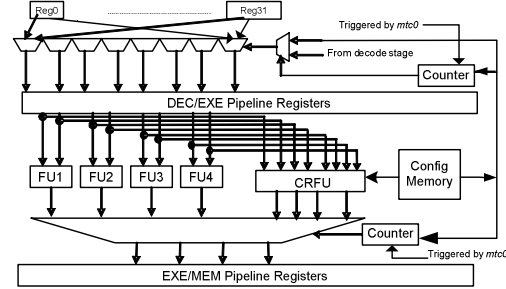 Reg0
Reg31
Triggered by mtc0
From decode stage
Counter
DEC/EXE Pipeline Registers
FU1
FU2
FU3
FU4
CRFU
Config
Memory
Counter
Triggered by mtc0
EXE/MEM Pipeline Registers